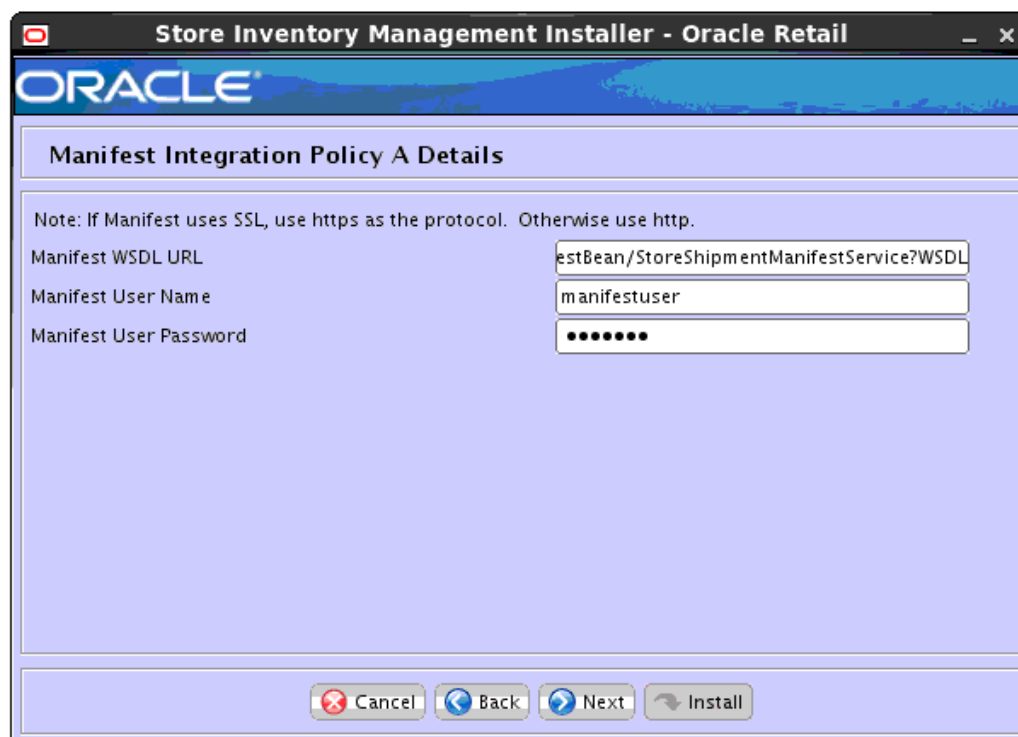 Store Inventory Management Installer - Oracle Retail
ORACLE
Manifest Integration Policy A Details
Note: If Manifest uses SSL, use https as the protocol. Otherwise use http.
Manifest WSDL URL estBean/StoreShipmentManifestService?WSDL
Manifest User Name manifestuser
Manifest User Password •••••••
Cancel Back Next Install